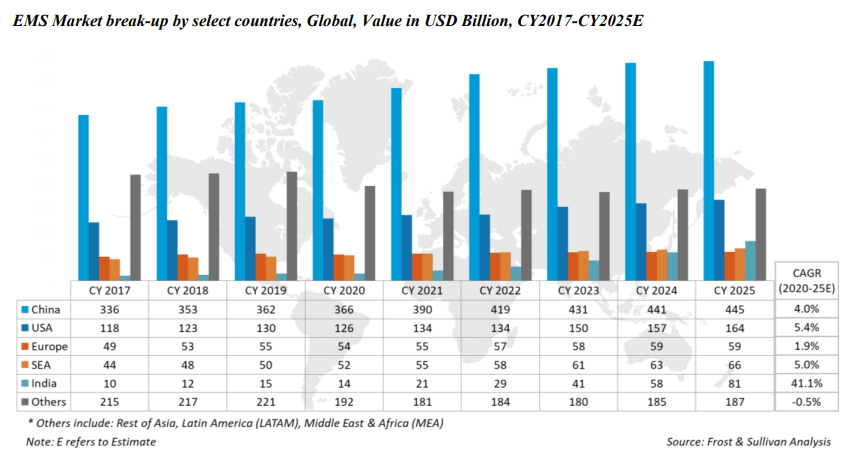 EMS Market break-up by select countries, Global, Value in USD Billion, CY2017-CY2025E
CY 2017 CY 2018 CY 2019 CY 2020 CY 2021 CY 2022 CY 2023 CY 2024 CY 2025 CAGR (2020-25E)
China 336 353 362 366 390 419 431 441 445 4.0%
USA 118 123 130 126 134 134 150 157 164 5.4%
Europe 49 53 55 54 55 57 58 59 59 1.9%
SEA 44 48 50 52 55 58 61 63 66 5.0%
India 10 12 15 14 21 29 41 58 81 41.1%
Others 215 217 221 192 181 184 180 185 187 -0.5%
* Others include: Rest of Asia, Latin America (LATAM), Middle East & Africa (MEA)
Note: E refers to Estimate Source: Frost & Sullivan Analysis